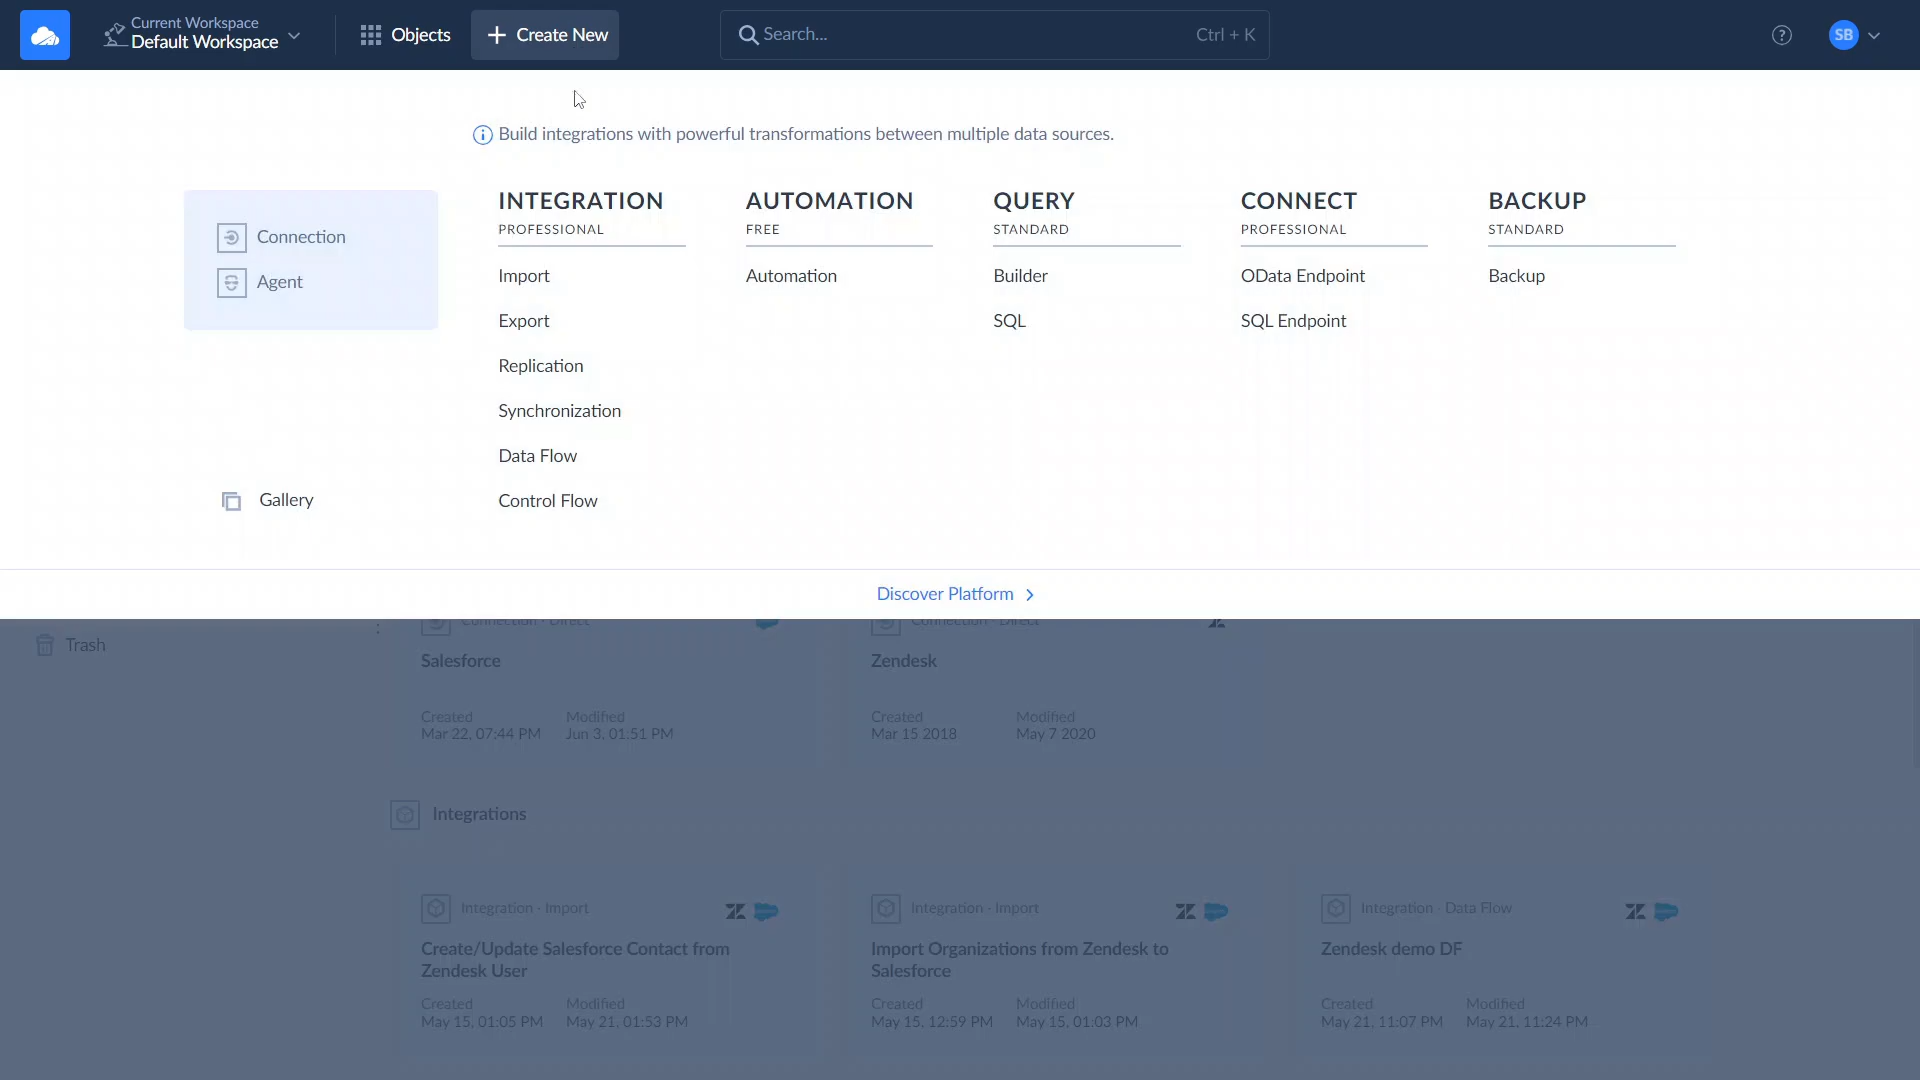 Current Workspace
Default Workspace
Objects
Create New
Search...
Ctrl + K
SB
Build integrations with powerful transformations between multiple data sources.
Connection
Agent
Gallery
INTEGRATION
PROFESSIONAL
Import
Export
Replication
Synchronization
Data Flow
Control Flow
AUTOMATION
FREE
Automation
QUERY
STANDARD
Builder
SQL
CONNECT
PROFESSIONAL
OData Endpoint
SQL Endpoint
BACKUP
STANDARD
Backup
Discover Platform
Trash
Connection - Direct
Salesforce
Created
Mar 22, 07:44 PM
Modified
Jun 3, 01:51 PM
Connection - Direct
Zendesk
Created
Mar 15 2018
Modified
May 7 2020
Integrations
Integration - Import
Create/Update Salesforce Contact from
Zendesk User
Created
May 15, 01:05 PM
Modified
May 21, 01:53 PM
Integration - Import
Import Organizations from Zendesk to
Salesforce
Created
May 15, 12:59 PM
Modified
May 15, 01:03 PM
Integration - Data Flow
Zendesk demo DF
Created
May 21, 11:07 PM
Modified
May 21, 11:24 PM